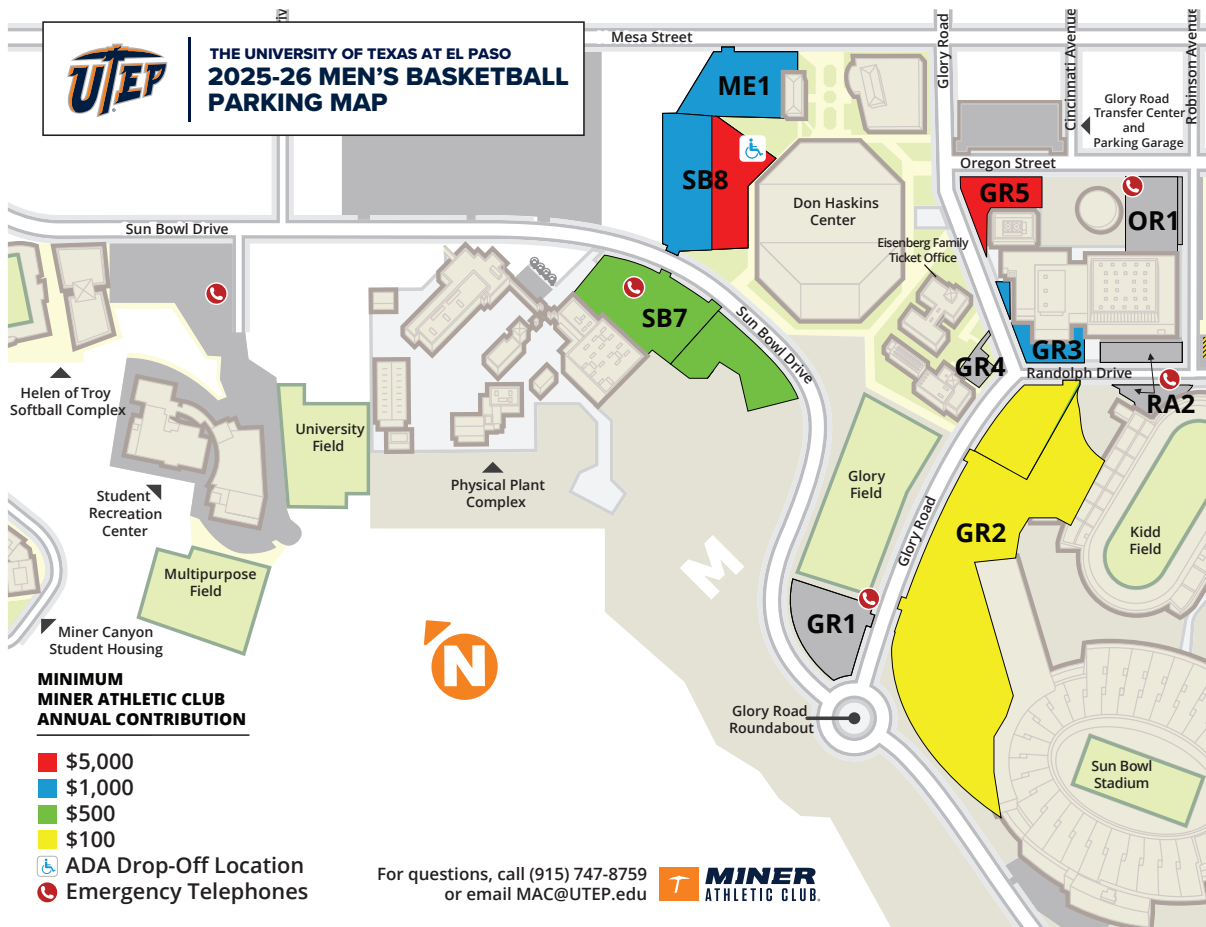 Mesa Street
UTEP
THE UNIVERSITY OF TEXAS AT EL PASO
2025-26 MEN'S BASKETBALL
PARKING MAP
Glory Road
Cincinnati Avenue
Robinson Avenue
ME1
Glory Road
Transfer Center
and
Parking Garage
Oregon Street
SB8
GR5
Don Haskins
Center
OR1
Sun Bowl Drive
Eisenberg Family
Ticket Office
SB7
Sun Bowl Drive
GR3
GR4
Randolph Drive
RA2
Helen of Troy
Softball Complex
University
Field
Physical Plant
Complex
Glory
Field
Student
Recreation
Center
Glory Road
GR2
Kidd
Field
M
Multipurpose
Field
GR1
Miner Canyon
Student Housing
N
MINIMUM
MINER ATHLETIC CLUB
ANNUAL CONTRIBUTION
Glory Road
Roundabout
$5,000
$1,000
$500
$100
ADA Drop-Off Location
Emergency Telephones
Sun Bowl
Stadium
For questions, call (915) 747-8759
or email MAC@UTEP.edu
MINER
ATHLETIC CLUB.